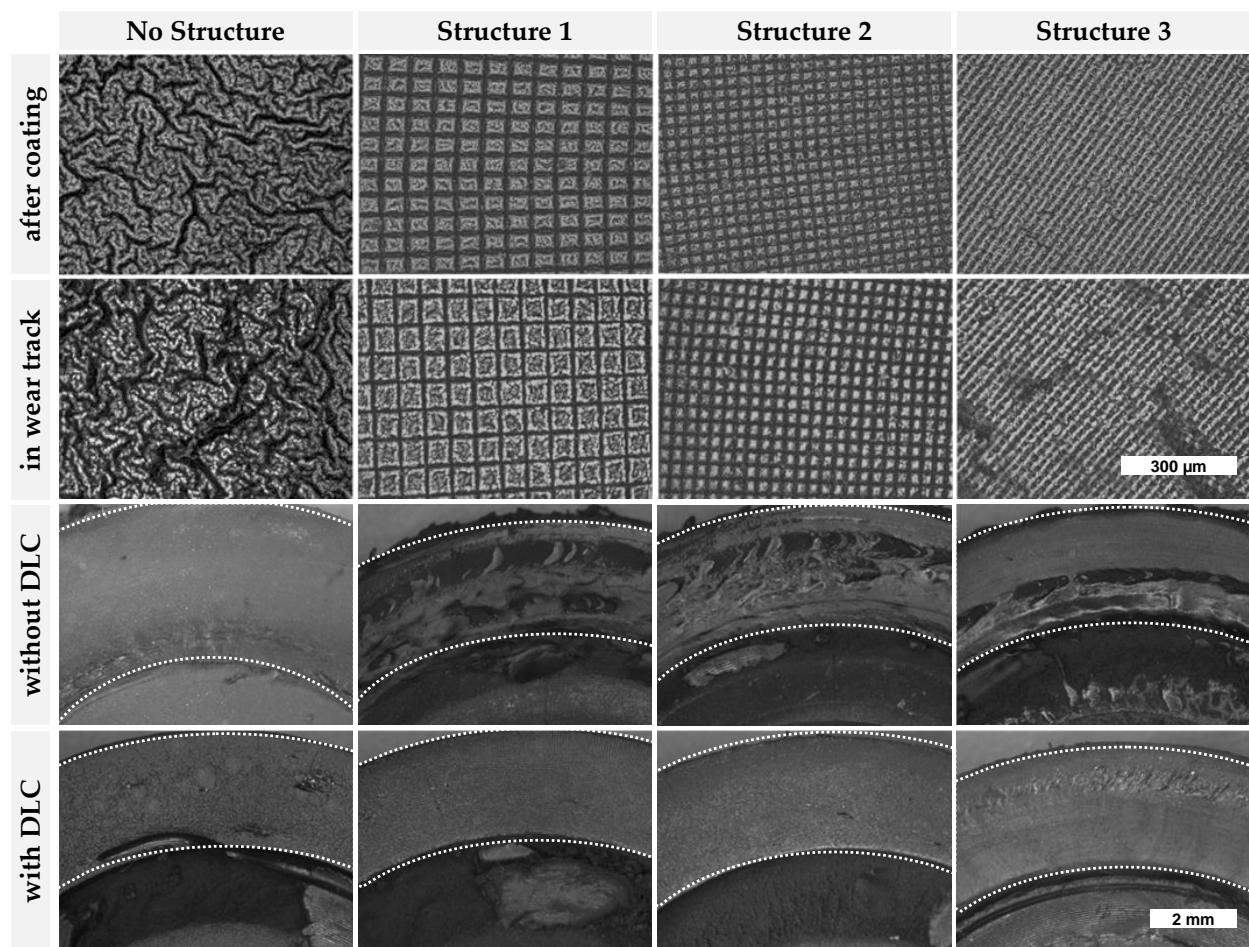 No Structure
Structure 1
Structure 2
Structure 3
after coating
in wear track
300 µm
without DLC
with DLC
2 mm